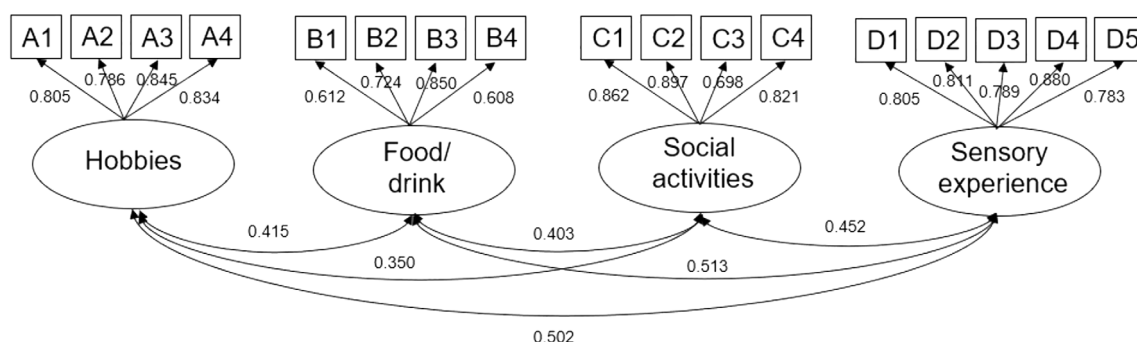 A1 A2 A3 A4 B1 B2 B3 B4 C1 C2 C3 C4 D1 D2 D3 D4 D5
0.805 0.786 0.845 0.834 0.612 0.724 0.850 0.608 0.862 0.897 0.698 0.821 0.805 0.811 0.789 0.880 0.783
Hobbies
Food/
drink
Social
activities
Sensory
experience
0.415
0.403
0.452
0.350
0.513
0.502